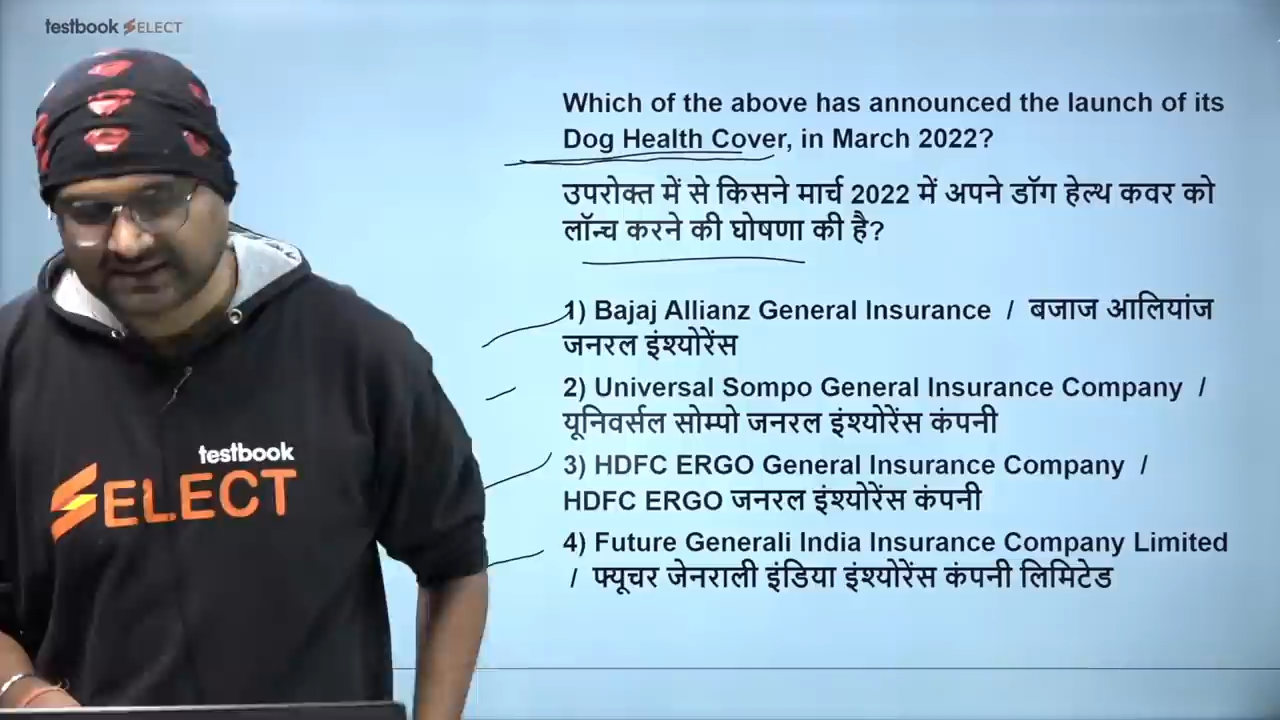 testbook SELECT
Which of the above has announced the launch of its
Dog Health Cover, in March 2022?
उपरोक्त में से किसने मार्च 2022 में अपने डॉग हेल्थ कवर को
लॉन्च करने की घोषणा की है?
1) Bajaj Allianz General Insurance / बजाज आलियांज
जनरल इंश्योरेंस
2) Universal Sompo General Insurance Company /
यूनिवर्सल सोम्पो जनरल इंश्योरेंस कंपनी
3) HDFC ERGO General Insurance Company /
HDFC ERGO जनरल इंश्योरेंस कंपनी
4) Future Generali India Insurance Company Limited
/ फ्यूचर जेनराली इंडिया इंश्योरेंस कंपनी लिमिटेड
testbook
SELECT